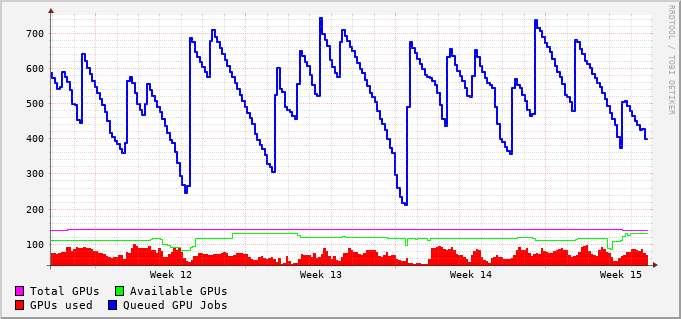 RRDTOOL / TOBI OETIKER
700
600
500
400
300
200
100
Week 12 Week 13 Week 14 Week 15
Total GPUs Available GPUs
GPUs used Queued GPU Jobs